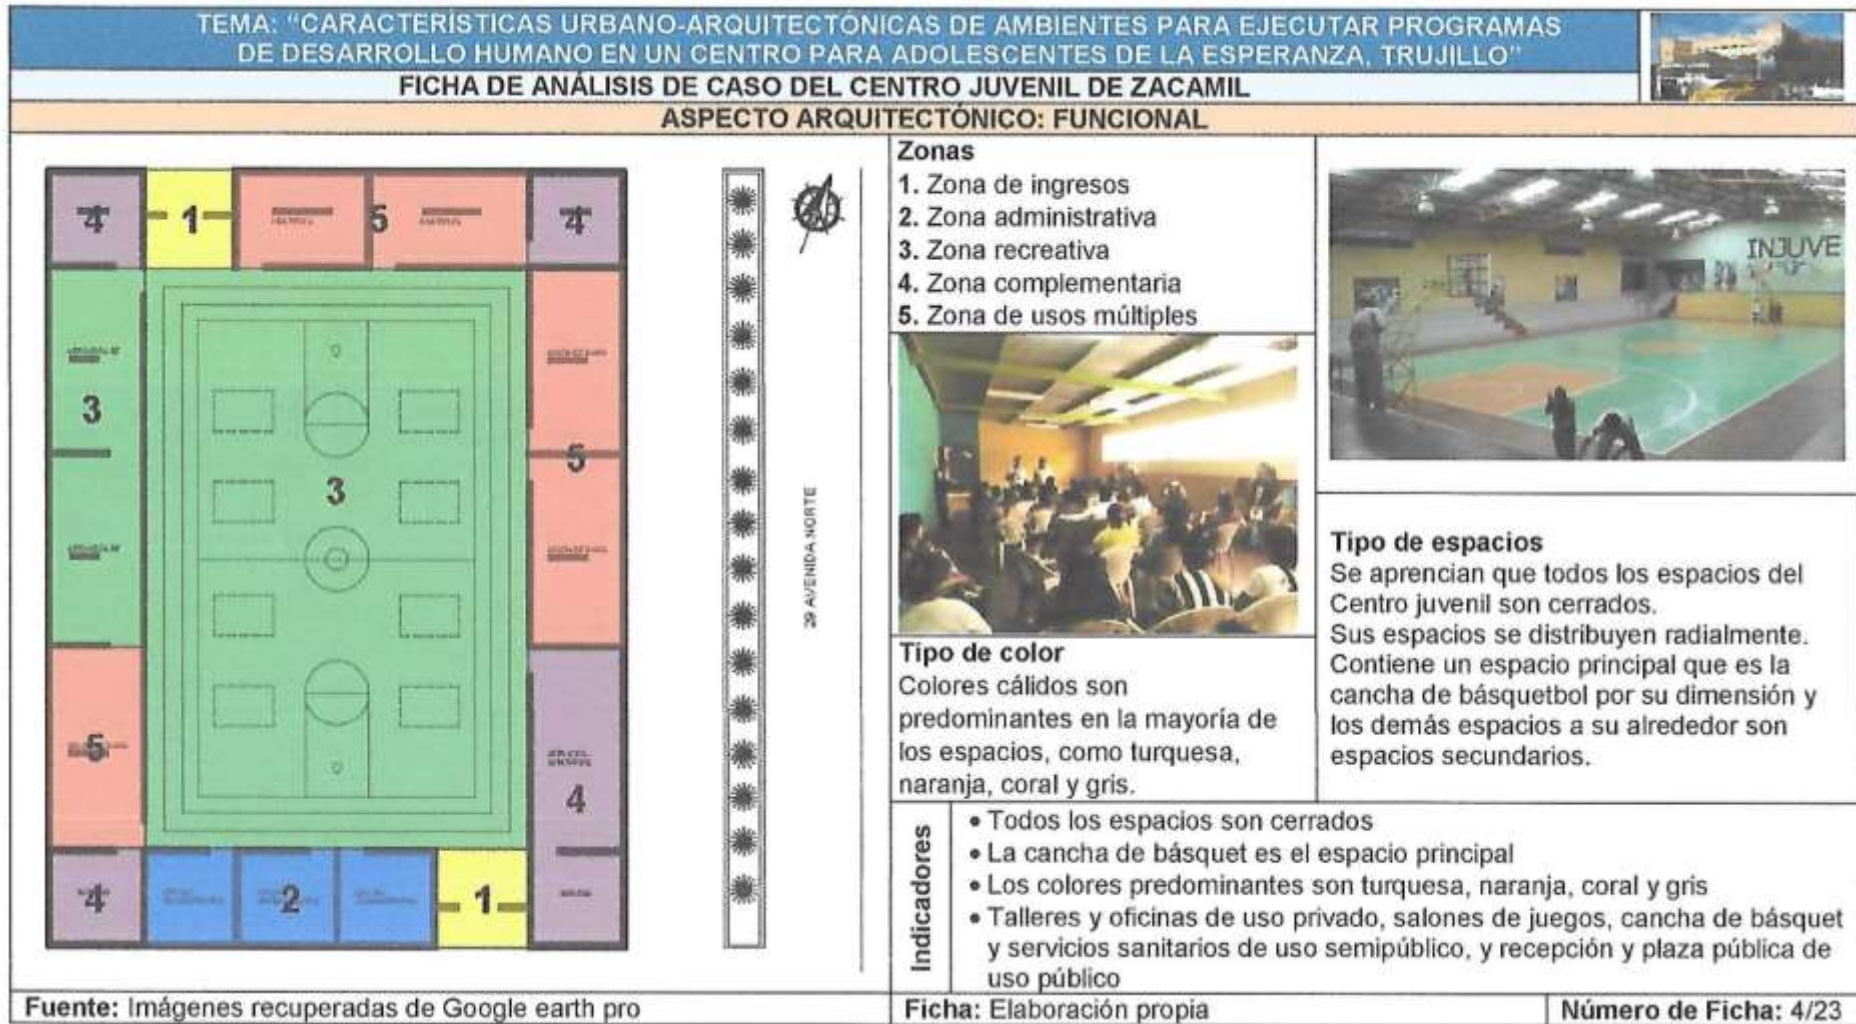 TEMA: "CARACTERÍSTICAS URBANO-ARQUITECTÓNICAS DE AMBIENTES PARA EJECUTAR PROGRAMAS
DE DESARROLLO HUMANO EN UN CENTRO PARA ADOLESCENTES DE LA ESPERANZA, TRUJILLO"
FICHA DE ANÁLISIS DE CASO DEL CENTRO JUVENIL DE ZACAMIL
ASPECTO ARQUITECTÓNICO: FUNCIONAL
4
1
5
4
3
3
5
5
4
4
2
1
29 AVENIDA NORTE
Zonas
1. Zona de ingresos
2. Zona administrativa
3. Zona recreativa
4. Zona complementaria
5. Zona de usos múltiples
INJUVE
Tipo de color
Colores cálidos son
predominantes en la mayoría de
los espacios, como turquesa,
naranja, coral y gris.
Tipo de espacios
Se aprencian que todos los espacios del
Centro juvenil son cerrados.
Sus espacios se distribuyen radialmente.
Contiene un espacio principal que es la
cancha de básquetbol por su dimensión y
los demás espacios a su alrededor son
espacios secundarios.
Indicadores
• Todos los espacios son cerrados
• La cancha de básquet es el espacio principal
• Los colores predominantes son turquesa, naranja, coral y gris
• Talleres y oficinas de uso privado, salones de juegos, cancha de básquet
y servicios sanitarios de uso semipúblico, y recepción y plaza pública de
uso público
Fuente: Imágenes recuperadas de Google earth pro
Ficha: Elaboración propia
Número de Ficha: 4/23